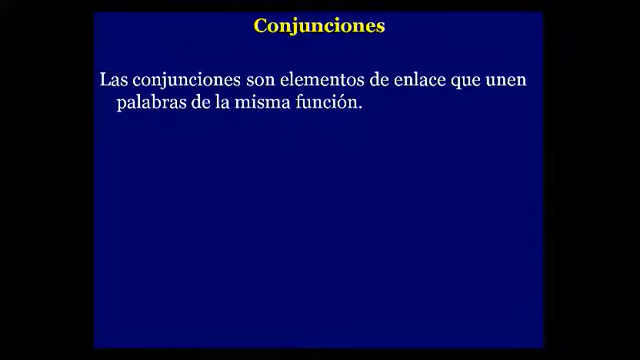 Conjunciones
Las conjunciones son elementos de enlace que unen
palabras de la misma función.